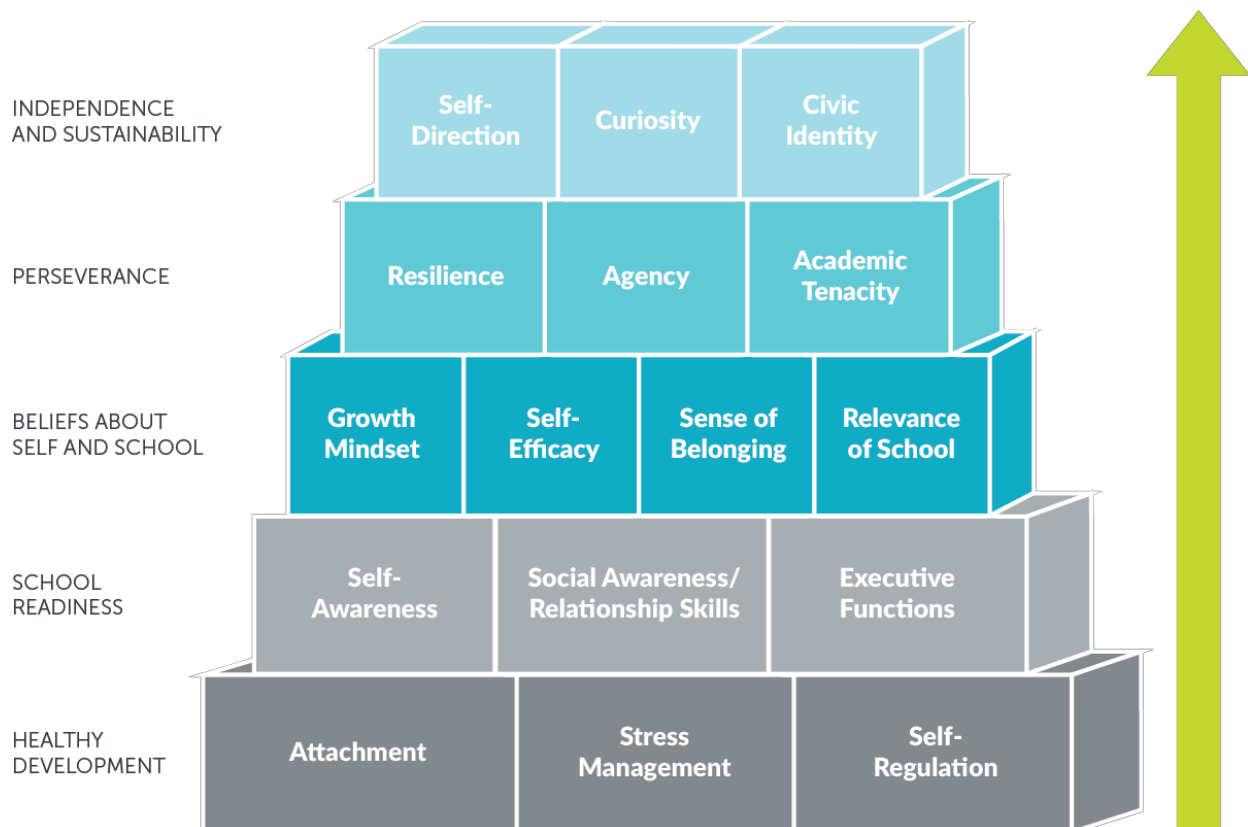 INDEPENDENCE
AND SUSTAINABILITY
Self-
Direction
Curiosity
Civic
Identity
PERSEVERANCE
Resilience
Agency
Academic
Tenacity
BELIEFS ABOUT
SELF AND SCHOOL
Growth
Mindset
Self-
Efficacy
Sense of
Belonging
Relevance
of School
SCHOOL
READINESS
Self-
Awareness
Social Awareness/
Relationship Skills
Executive
Functions
HEALTHY
DEVELOPMENT
Attachment
Stress
Management
Self-
Regulation